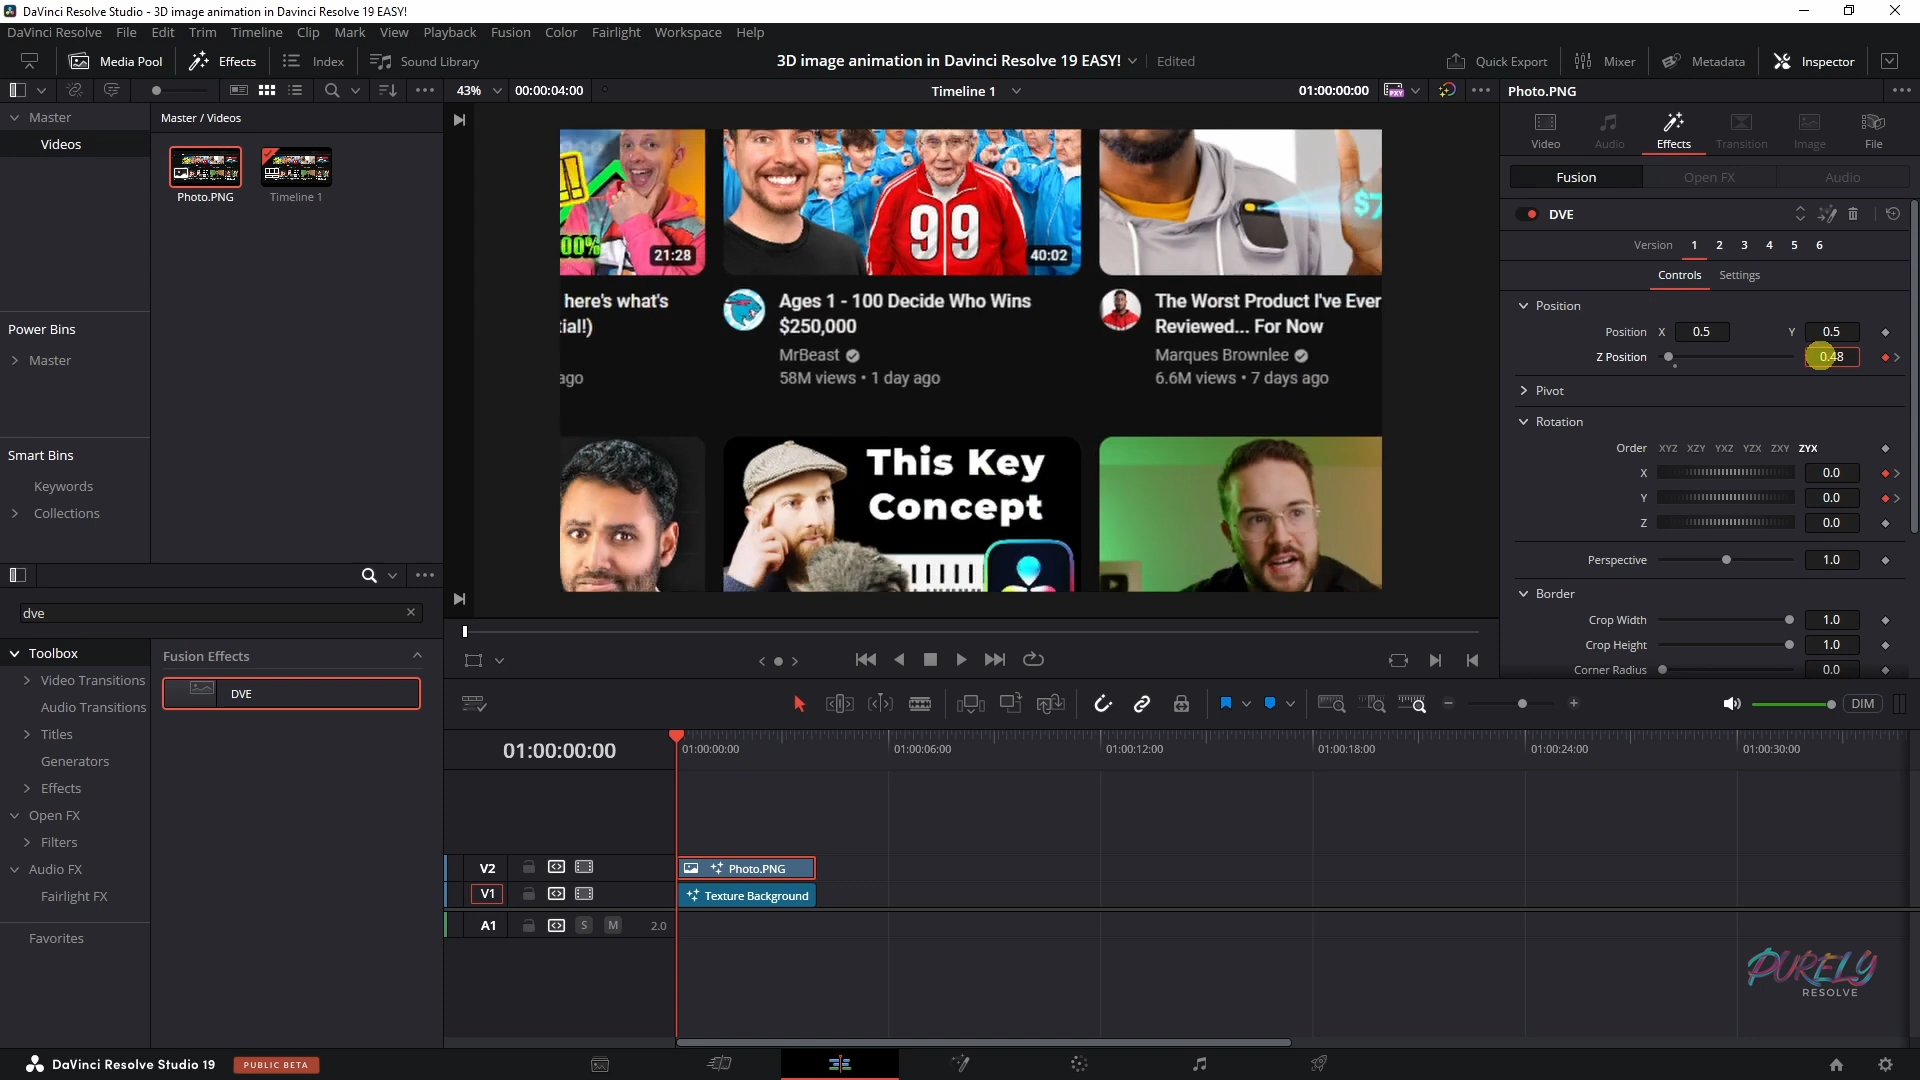 DaVinci Resolve Studio - 3D image animation in Davinci Resolve 19 EASY!
DaVinci Resolve File Edit Trim Timeline Clip Mark View Playback Fusion Color Fairlight Workspace Help
Media Pool Effects Index Sound Library
3D image animation in Davinci Resolve 19 EASY! Edited
Quick Export Mixer Metadata Inspector
43% 00:00:04:00 Timeline 1 01:00:00:00 PXY
Photo.PNG
Master
Videos
Master / Videos
Photo.PNG
Timeline 1
Power Bins
Master
Smart Bins
Keywords
Collections
00%
21:28
99
40:02
$7
here's what's
ial!)
ago
Ages 1 - 100 Decide Who Wins
$250,000
MrBeast
58M views • 1 day ago
The Worst Product I've Ever
Reviewed... For Now
Marques Brownlee
6.6M views • 7 days ago
This Key
Concept
Video Audio Effects Transition Image File
Fusion Open FX Audio
DVE
Version 1 2 3 4 5 6
Controls Settings
Position
Position X 0.5 Y 0.5
Z Position 0.48
Pivot
Rotation
Order XYZ XZY YXZ YZX ZXY ZYX
X 0.0
Y 0.0
Z 0.0
Perspective 1.0
Border
Crop Width 1.0
Crop Height 1.0
Corner Radius 0.0
dve
Toolbox
Video Transitions
Audio Transitions
Titles
Generators
Effects
Open FX
Filters
Audio FX
Fairlight FX
Favorites
Fusion Effects
DVE
DIM
01:00:00:00
01:00:00:00 01:00:06:00 01:00:12:00 01:00:18:00 01:00:24:00 01:00:30:00
V2 Photo.PNG
V1 Texture Background
A1 S M 2.0
PURELY
RESOLVE
DaVinci Resolve Studio 19 PUBLIC BETA